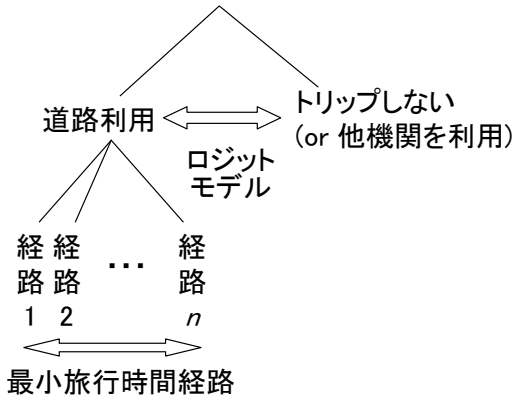 道路利用
トリップしない
(or 他機関を利用)
ロジット
モデル
経路1
経路2
…
経路n
最小旅行時間経路